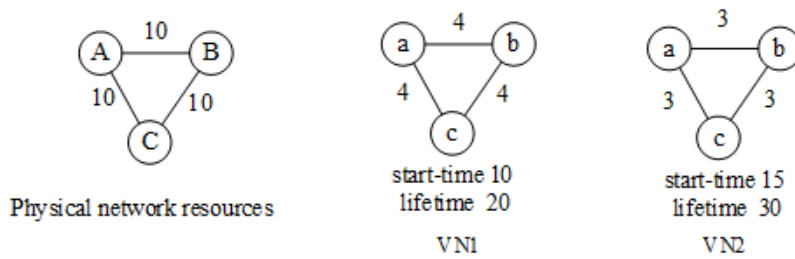 A 10 B
10 10
C
Physical network resources
a 4 b
4 4
c
start-time 10
lifetime 20
VN1
a 3 b
3 3
c
start-time 15
lifetime 30
VN2